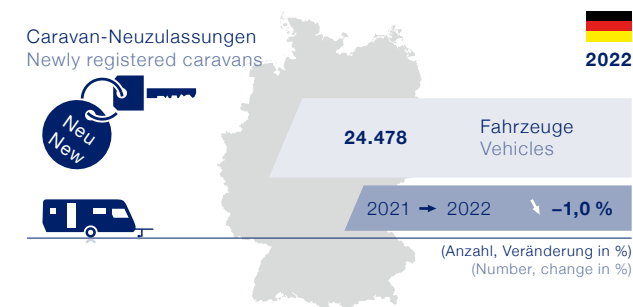 Caravan-Neuzulassungen
Newly registered caravans
2022
Neu
New
24.478 Fahrzeuge
Vehicles
2021 → 2022 –1,0 %
(Anzahl, Veränderung in %)
(Number, change in %)